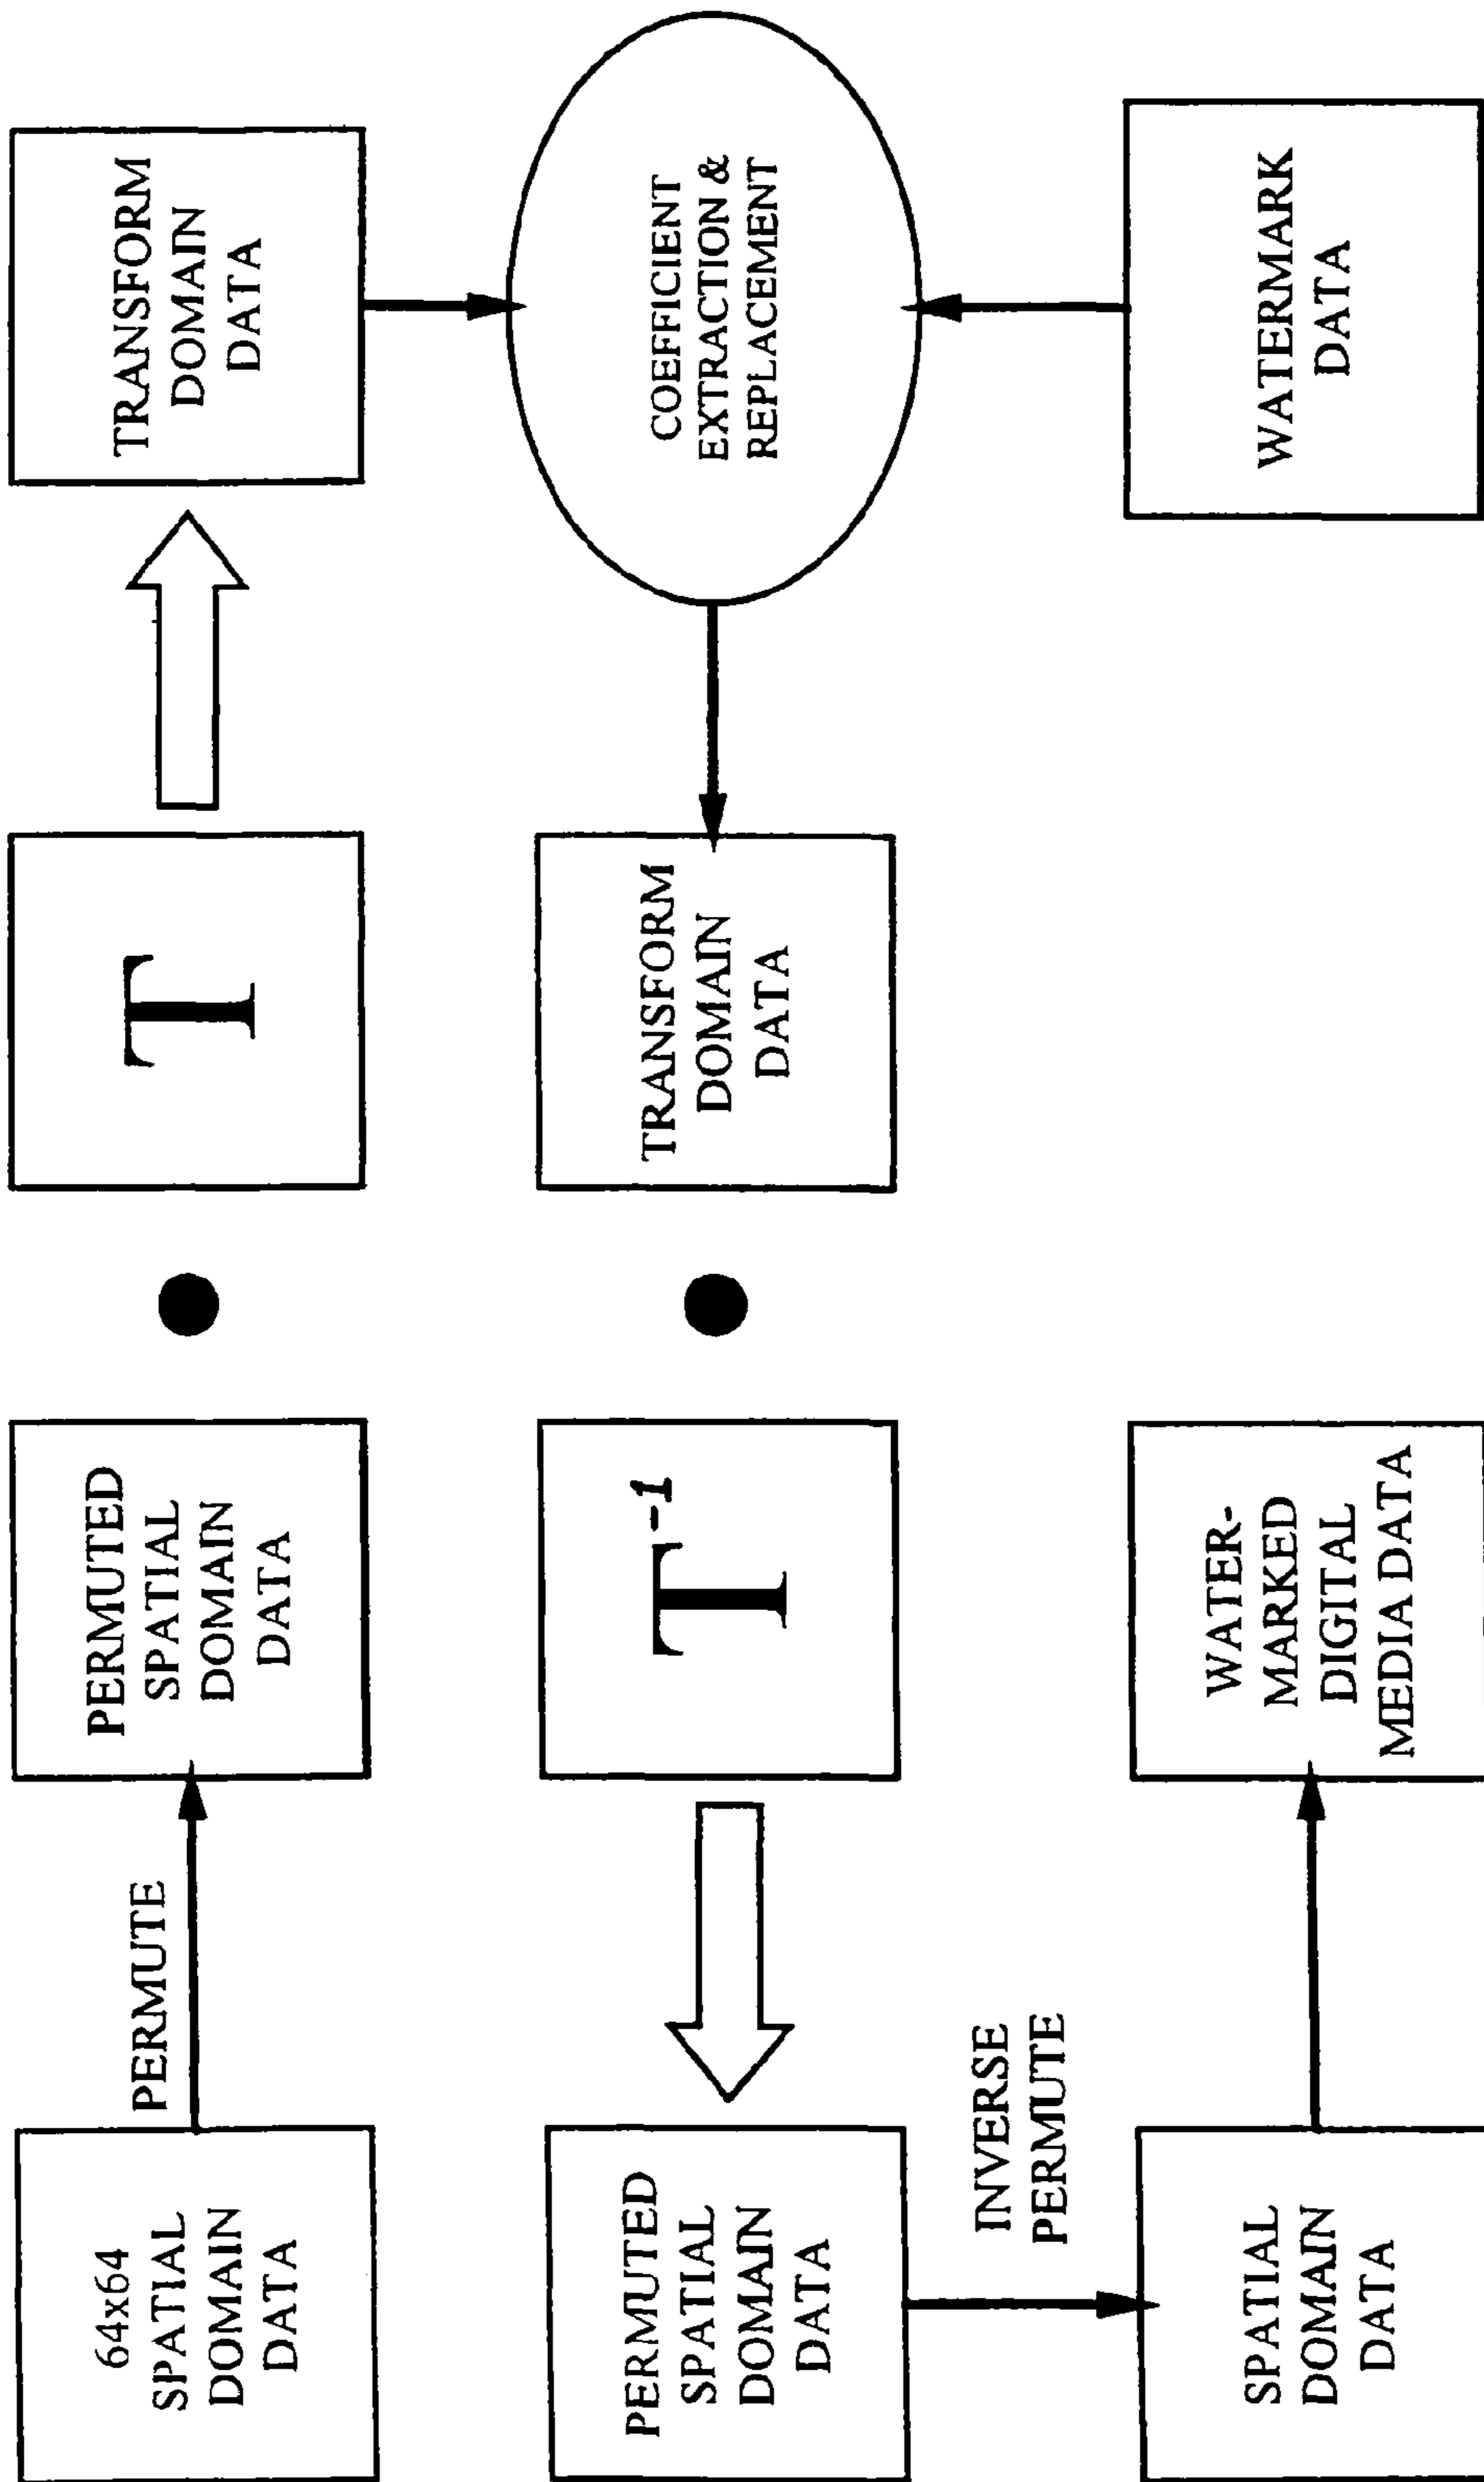 64x64
SPATIAL
DOMAIN
DATA
PERMUTE
PERMUTED
SPATIAL
DOMAIN
DATA
T
TRANSFORM
DOMAIN
DATA
PERMUTED
SPATIAL
DOMAIN
DATA
T⁻¹
TRANSFORM
DOMAIN
DATA
COEFFICIENT
EXTRACTION &
REPLACEMENT
INVERSE
PERMUTE
SPATIAL
DOMAIN
DATA
WATER-
MARKED
DIGITAL
MEDIA DATA
WATERMARK
DATA